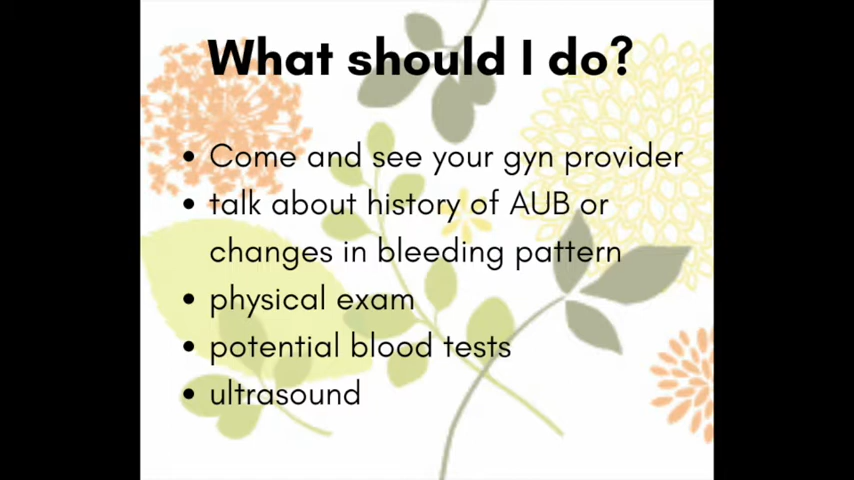 What should I do?
• Come and see your gyn provider
• talk about history of AUB or
changes in bleeding pattern
• physical exam
• potential blood tests
• ultrasound